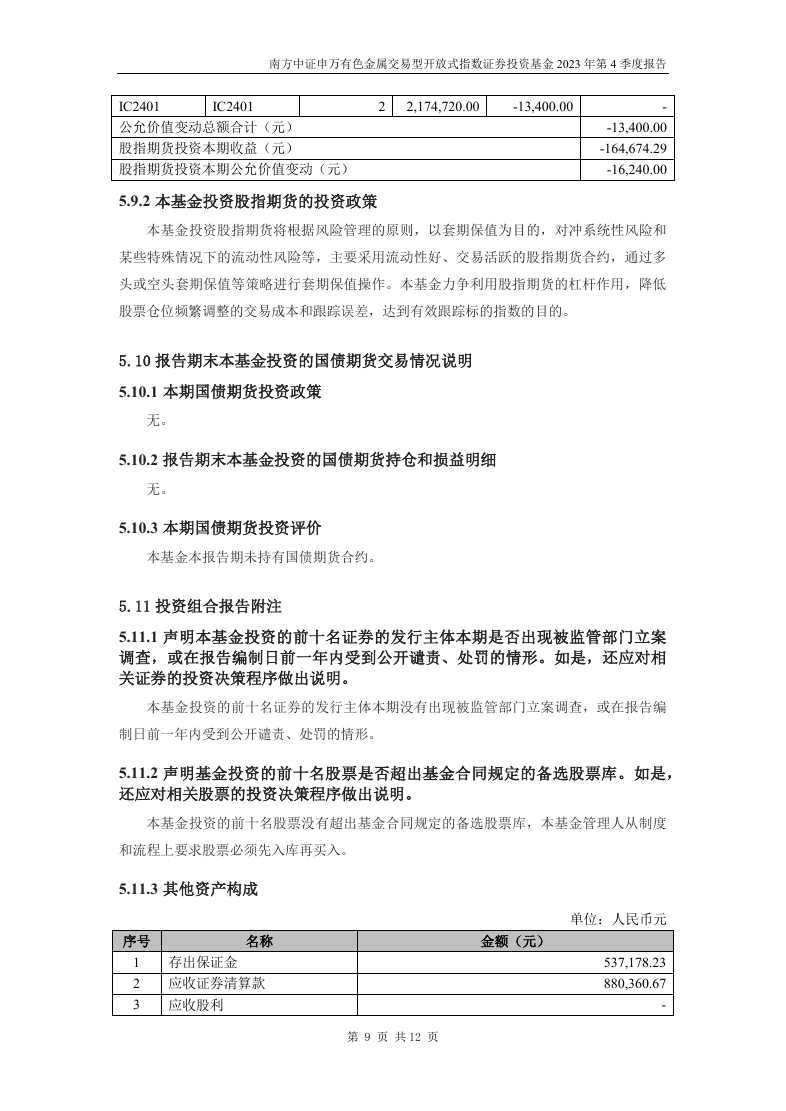 南方中证申万有色金属交易型开放式指数证券投资基金 2023 年第 4 季度报告
IC2401 IC2401 2 2,174,720.00 -13,400.00 -
公允价值变动总额合计（元） -13,400.00
股指期货投资本期收益（元） -164,674.29
股指期货投资本期公允价值变动（元） -16,240.00
5.9.2 本基金投资股指期货的投资政策
本基金投资股指期货将根据风险管理的原则，以套期保值为目的，对冲系统性风险和
某些特殊情况下的流动性风险等，主要采用流动性好、交易活跃的股指期货合约，通过多
头或空头套期保值等策略进行套期保值操作。本基金力争利用股指期货的杠杆作用，降低
股票仓位频繁调整的交易成本和跟踪误差，达到有效跟踪标的指数的目的。
5.10 报告期末本基金投资的国债期货交易情况说明
5.10.1 本期国债期货投资政策
无。
5.10.2 报告期末本基金投资的国债期货持仓和损益明细
无。
5.10.3 本期国债期货投资评价
本基金本报告期未持有国债期货合约。
5.11 投资组合报告附注
5.11.1 声明本基金投资的前十名证券的发行主体本期是否出现被监管部门立案
调查，或在报告编制日前一年内受到公开谴责、处罚的情形。如是，还应对相
关证券的投资决策程序做出说明。
本基金投资的前十名证券的发行主体本期没有出现被监管部门立案调查，或在报告编
制日前一年内受到公开谴责、处罚的情形。
5.11.2 声明基金投资的前十名股票是否超出基金合同规定的备选股票库。如是，
还应对相关股票的投资决策程序做出说明。
本基金投资的前十名股票没有超出基金合同规定的备选股票库，本基金管理人从制度
和流程上要求股票必须先入库再买入。
5.11.3 其他资产构成
单位：人民币元
序号 名称 金额（元）
1 存出保证金 537,178.23
2 应收证券清算款 880,360.67
3 应收股利 -
第 9 页 共 12 页